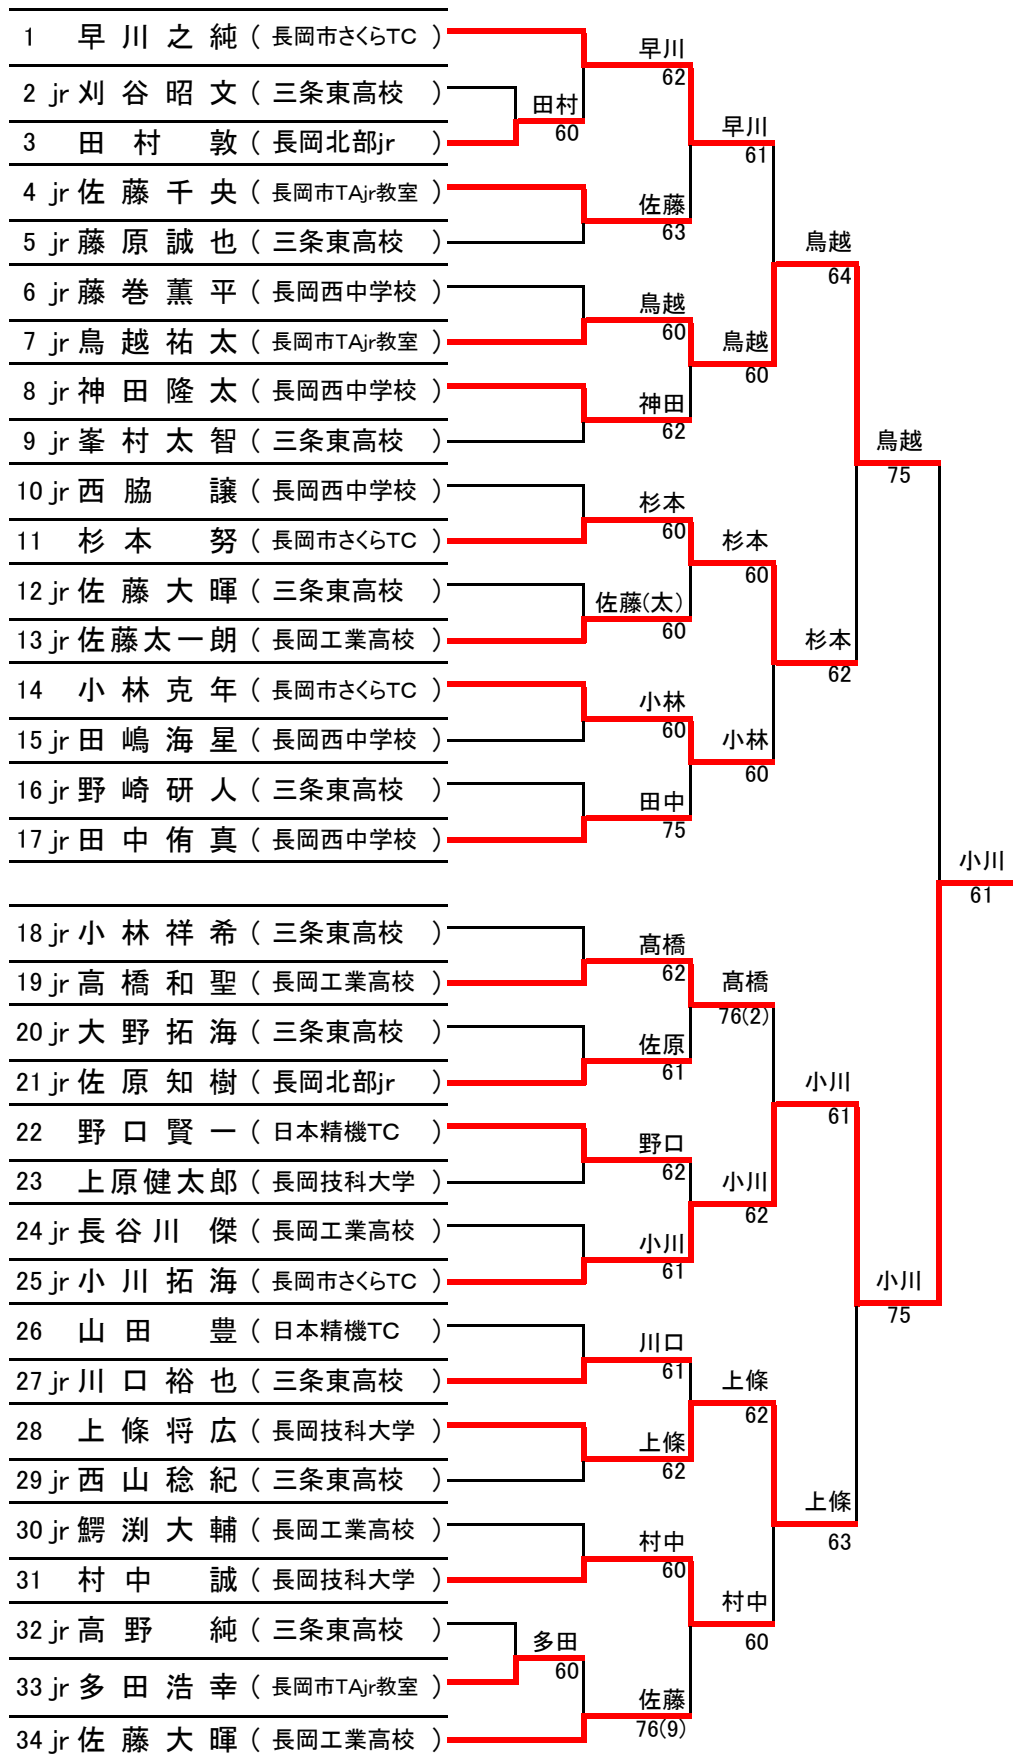 1 早川之純 ( 長岡市さくらTC )
2 jr 刈谷昭文 ( 三条東高校 )
3 田村 敦 ( 長岡北部jr )
4 jr 佐藤千央 ( 長岡市TAjr教室 )
5 jr 藤原誠也 ( 三条東高校 )
6 jr 藤巻薫平 ( 長岡西中学校 )
7 jr 鳥越祐太 ( 長岡市TAjr教室 )
8 jr 神田隆太 ( 長岡西中学校 )
9 jr 峯村太智 ( 三条東高校 )
10 jr 西脇 譲 ( 長岡西中学校 )
11 杉本 努 ( 長岡市さくらTC )
12 jr 佐藤大暉 ( 三条東高校 )
13 jr 佐藤太一朗 ( 長岡工業高校 )
14 小林克年 ( 長岡市さくらTC )
15 jr 田嶋海星 ( 長岡西中学校 )
16 jr 野崎研人 ( 三条東高校 )
17 jr 田中侑真 ( 長岡西中学校 )
18 jr 小林祥希 ( 三条東高校 )
19 jr 高橋和聖 ( 長岡工業高校 )
20 jr 大野拓海 ( 三条東高校 )
21 jr 佐原知樹 ( 長岡北部jr )
22 野口賢一 ( 日本精機TC )
23 上原健太郎 ( 長岡技科大学 )
24 jr 長谷川 傑 ( 長岡工業高校 )
25 jr 小川拓海 ( 長岡市さくらTC )
26 山田 豊 ( 日本精機TC )
27 jr 川口裕也 ( 三条東高校 )
28 上條将広 ( 長岡技科大学 )
29 jr 西山稔紀 ( 三条東高校 )
30 jr 鰐渕大輔 ( 長岡工業高校 )
31 村中 誠 ( 長岡技科大学 )
32 jr 高野 純 ( 三条東高校 )
33 jr 多田浩幸 ( 長岡市TAjr教室 )
34 jr 佐藤大暉 ( 長岡工業高校 )
田村
60
多田
60
早川
62
佐藤
63
鳥越
60
神田
62
杉本
60
佐藤(太)
60
小林
60
田中
75
髙橋
62
佐原
61
野口
62
小川
61
川口
61
上條
62
村中
60
佐藤
76(9)
早川
61
鳥越
60
杉本
60
小林
60
髙橋
76(2)
小川
62
上條
62
村中
60
鳥越
64
杉本
62
小川
61
上條
63
鳥越
75
小川
75
小川
61